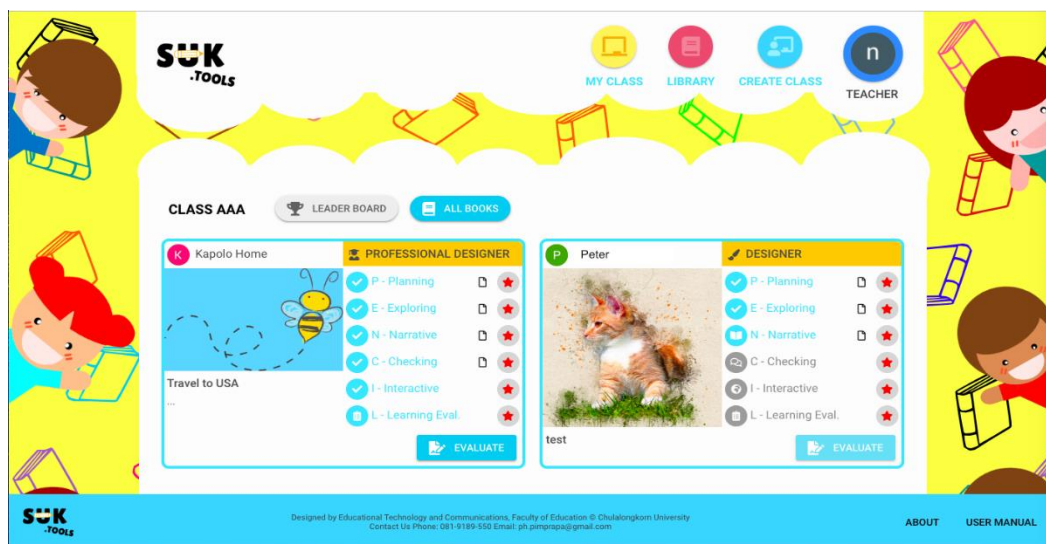 SUK
.TOOLS
MY CLASS
LIBRARY
CREATE CLASS
n
TEACHER
CLASS AAA
LEADER BOARD
ALL BOOKS
K
Kapolo Home
PROFESSIONAL DESIGNER
P - Planning
E - Exploring
N - Narrative
C - Checking
I - Interactive
L - Learning Eval.
Travel to USA
...
EVALUATE
P
Peter
DESIGNER
P - Planning
E - Exploring
N - Narrative
C - Checking
I - Interactive
L - Learning Eval.
test
EVALUATE
SUK
.TOOLS
Designed by Educational Technology and Communications, Faculty of Education © Chulalongkorn University
Contact Us Phone: 081-9189-550 Email: ph.pimprapa@gmail.com
ABOUT
USER MANUAL